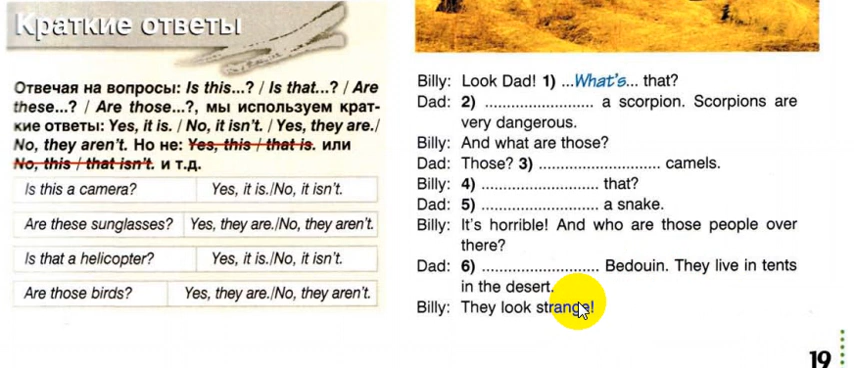 Краткие ответы
Отвечая на вопросы: Is this...? / Is that...? / Are
these...? / Are those...?, мы используем крат-
кие ответы: Yes, it is. / No, it isn't. / Yes, they are./
No, they aren't. Но не: Yes, this / that is. или
No, this / that isn't. и т.д.
Is this a camera? Yes, it is./No, it isn't.
Are these sunglasses? Yes, they are./No, they aren't.
Is that a helicopter? Yes, it is./No, it isn't.
Are those birds? Yes, they are./No, they aren't.
Billy: Look Dad! 1) ...What's... that?
Dad: 2) .......................... a scorpion. Scorpions are
very dangerous.
Billy: And what are those?
Dad: Those? 3) ............................ camels.
Billy: 4) ........................... that?
Dad: 5) ........................... a snake.
Billy: It's horrible! And who are those people over
there?
Dad: 6) ........................... Bedouin. They live in tents
in the desert.
Billy: They look strange!
19